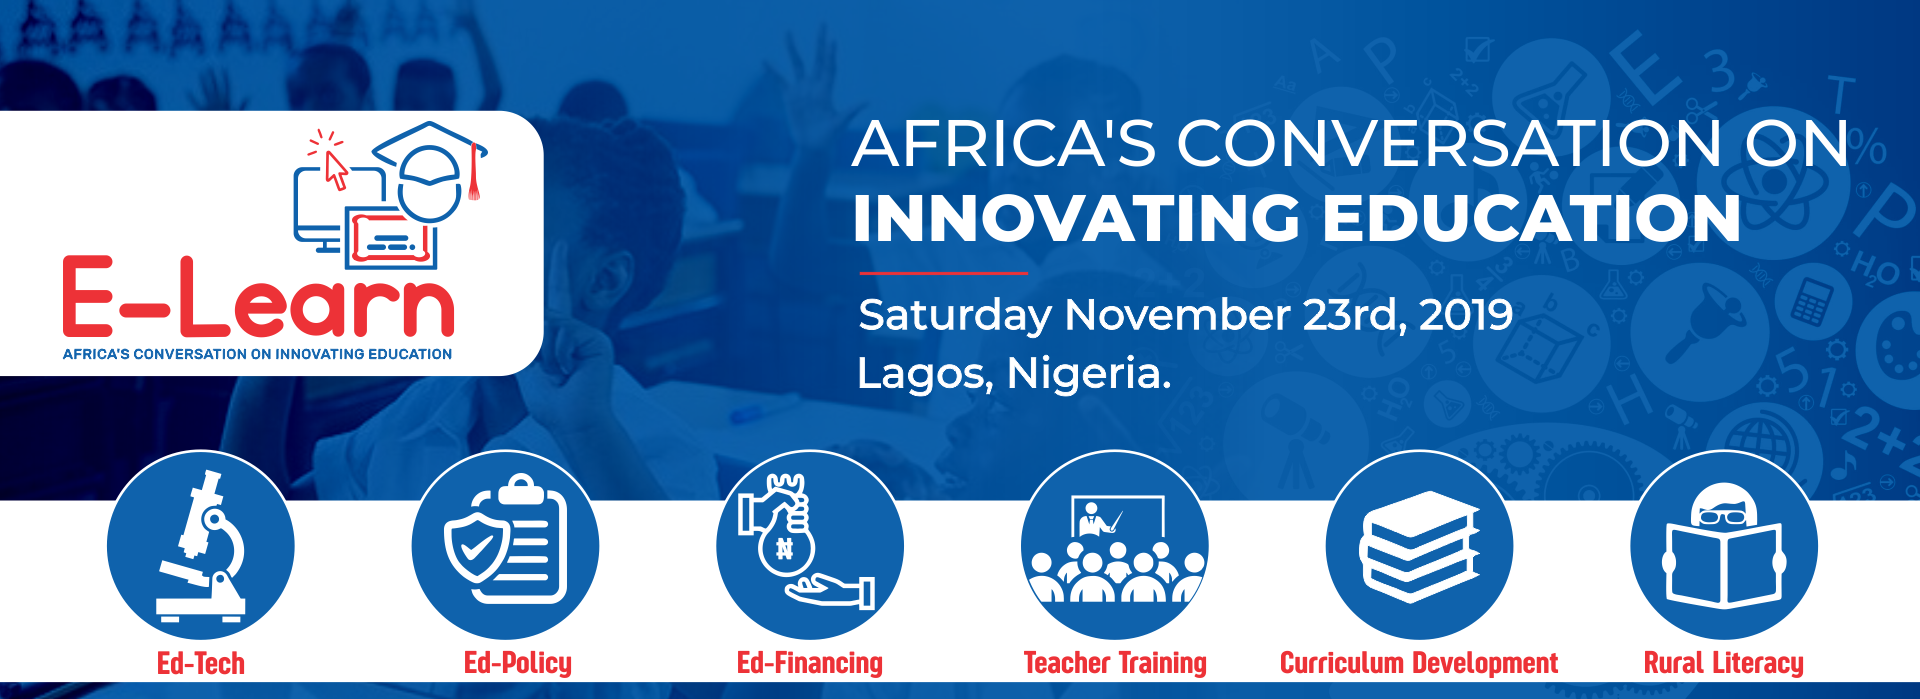 E-Learn
AFRICA'S CONVERSATION ON INNOVATING EDUCATION
AFRICA'S CONVERSATION ON
INNOVATING EDUCATION
Saturday November 23rd, 2019
Lagos, Nigeria.
Ed-Tech
Ed-Policy
Ed-Financing
Teacher Training
Curriculum Development
Rural Literacy